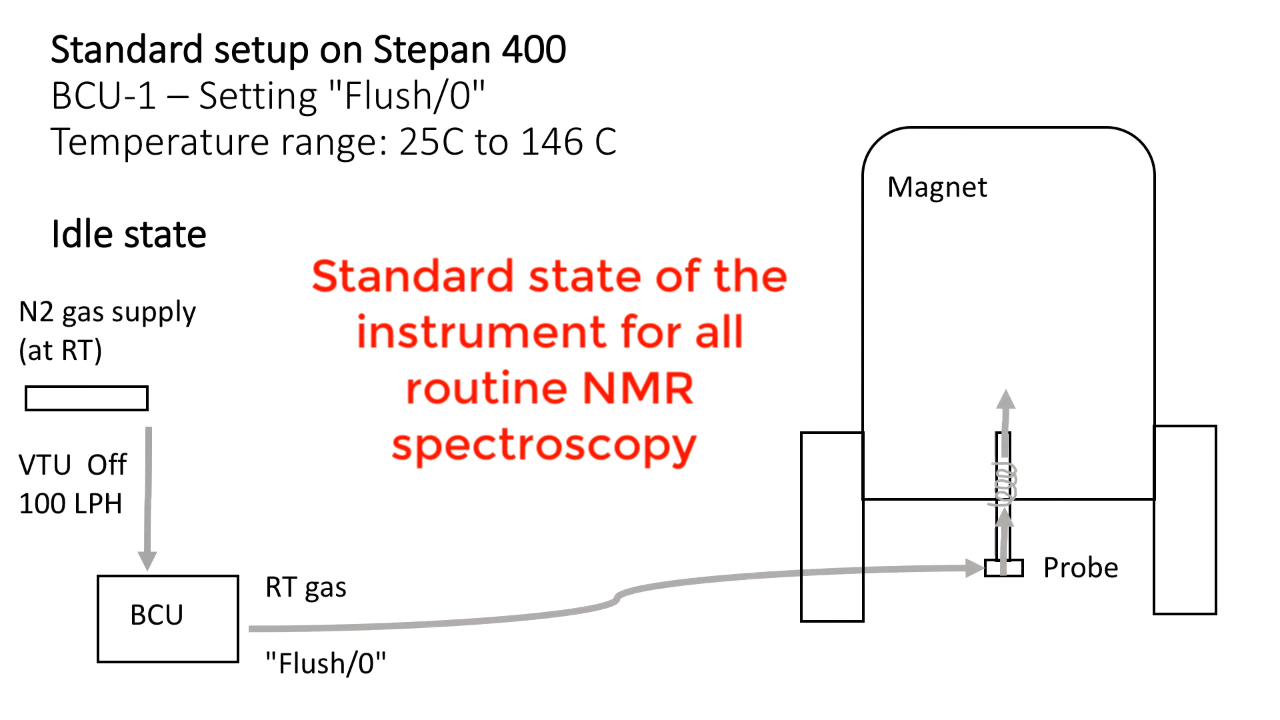 Standard setup on Stepan 400
BCU-1 – Setting "Flush/0"
Temperature range: 25C to 146 C
Magnet
Idle state
Standard state of the
instrument for all
routine NMR
spectroscopy
N2 gas supply
(at RT)
VTU Off
100 LPH
BCU
RT gas
"Flush/0"
Probe